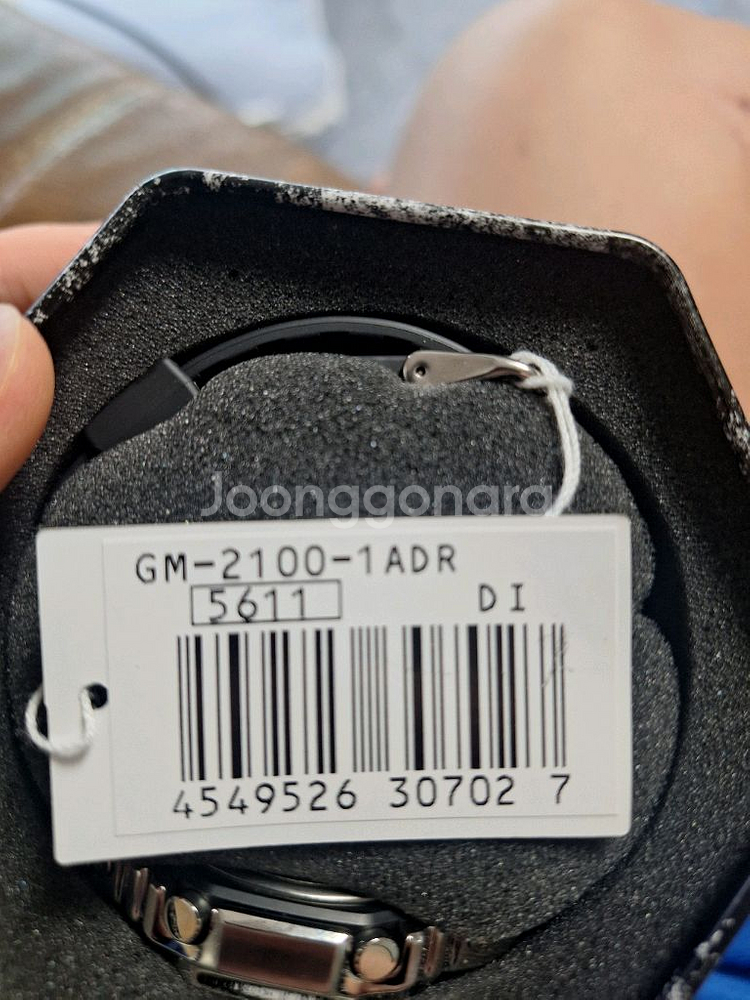 Joonggonara
GM-2100-1ADR
5611 DI
4549526 30702 7